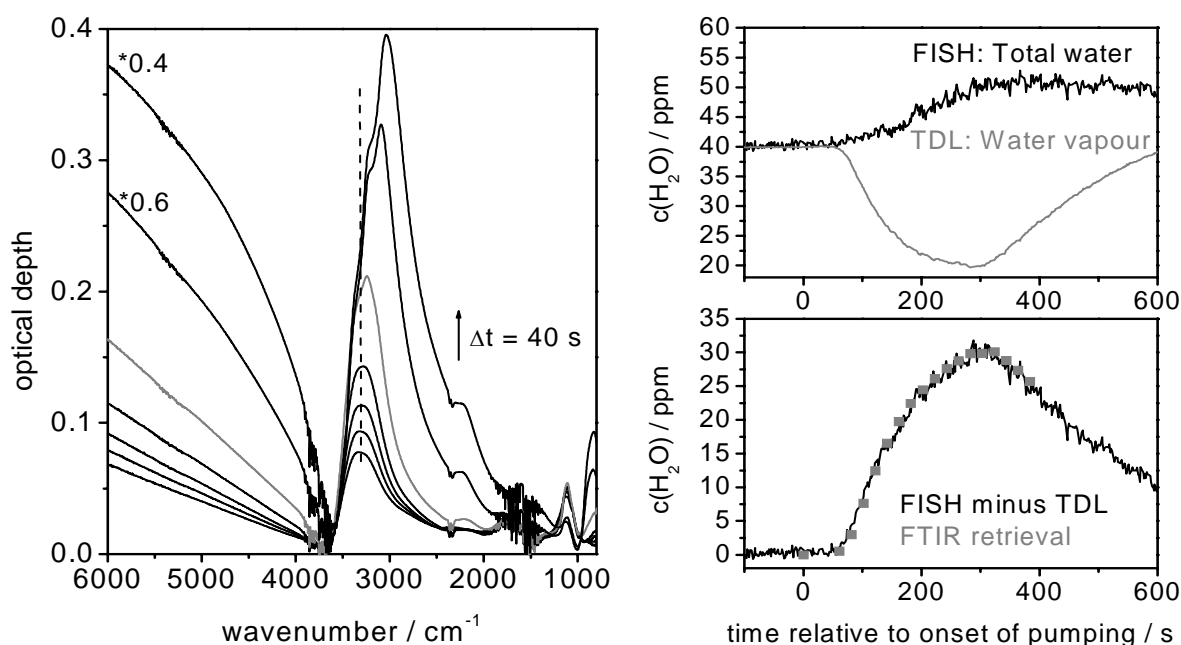 optical depth
0.4
0.3
0.2
0.1
0.0
*0.4
*0.6
Δt = 40 s
6000 5000 4000 3000 2000 1000
wavenumber / cm-1
c(H2O) / ppm
60
55
50
45
40
35
30
25
20
FISH: Total water
TDL: Water vapour
0 200 400 600
c(H2O) / ppm
35
30
25
20
15
10
5
0
FISH minus TDL
FTIR retrieval
0 200 400 600
time relative to onset of pumping / s